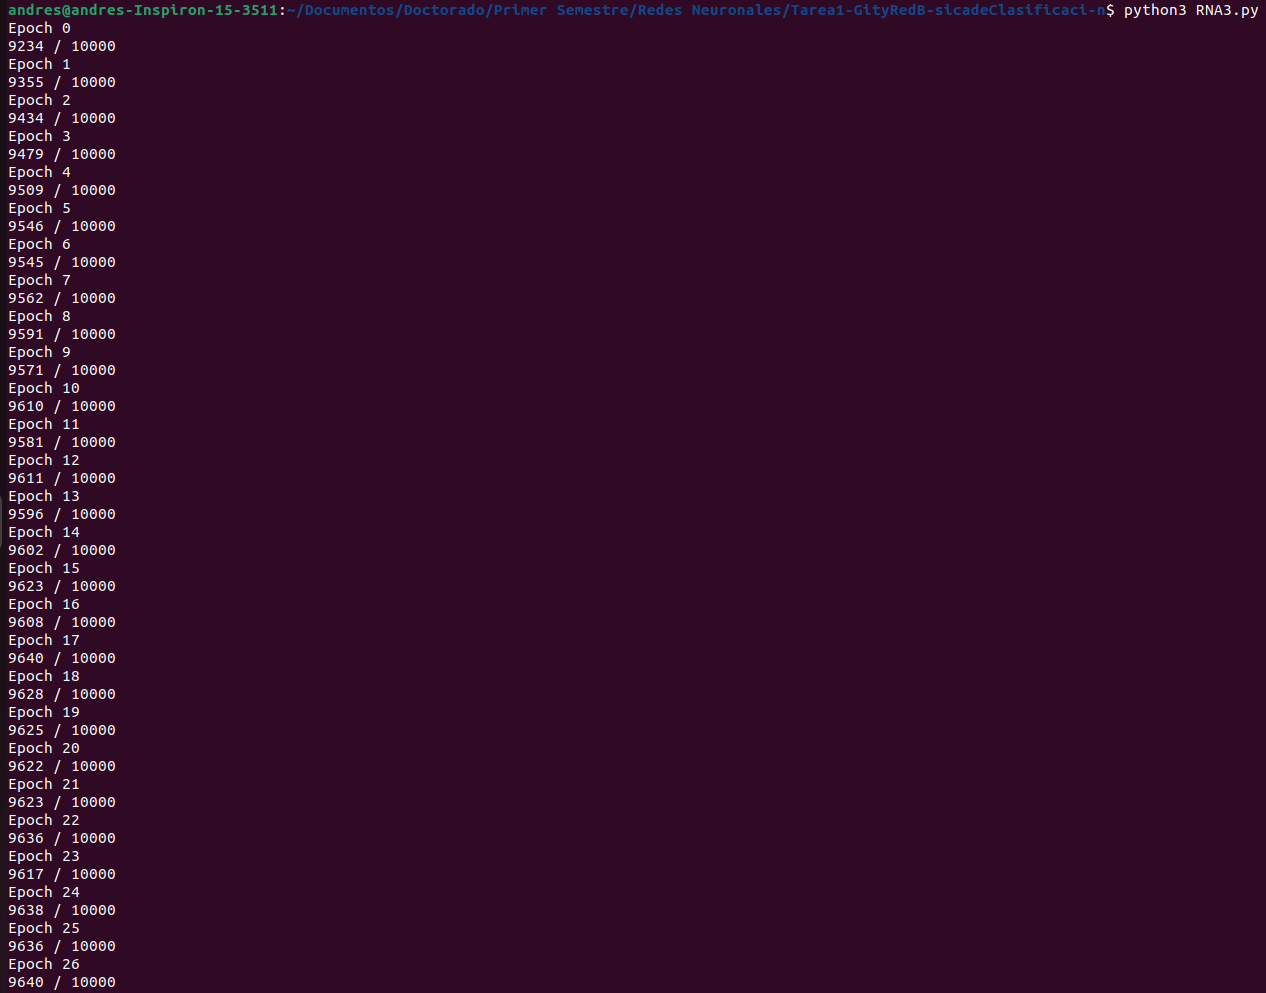 andres@andres-Inspiron-15-3511:~/Documentos/Doctorado/Primer Semestre/Redes Neuronales/Tarea1-GityRedB-sicadeClasificaci-n$ python3 RNA3.py
Epoch 0
9234 / 10000
Epoch 1
9355 / 10000
Epoch 2
9434 / 10000
Epoch 3
9479 / 10000
Epoch 4
9509 / 10000
Epoch 5
9546 / 10000
Epoch 6
9545 / 10000
Epoch 7
9562 / 10000
Epoch 8
9591 / 10000
Epoch 9
9571 / 10000
Epoch 10
9610 / 10000
Epoch 11
9581 / 10000
Epoch 12
9611 / 10000
Epoch 13
9596 / 10000
Epoch 14
9602 / 10000
Epoch 15
9623 / 10000
Epoch 16
9608 / 10000
Epoch 17
9640 / 10000
Epoch 18
9628 / 10000
Epoch 19
9625 / 10000
Epoch 20
9622 / 10000
Epoch 21
9623 / 10000
Epoch 22
9636 / 10000
Epoch 23
9617 / 10000
Epoch 24
9638 / 10000
Epoch 25
9636 / 10000
Epoch 26
9640 / 10000